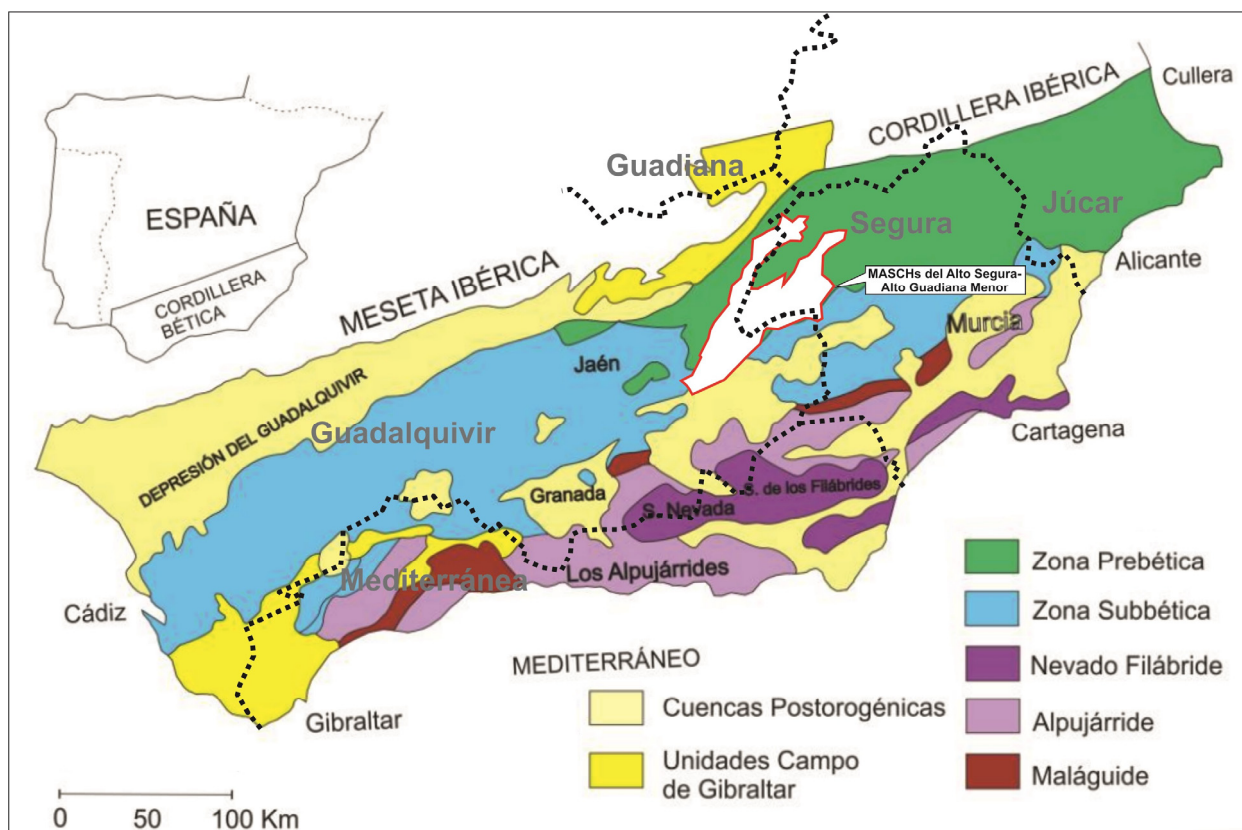 ESPAÑA
CORDILLERA
BÉTICA
CORDILLERA IBÉRICA
Cullera
Guadiana
MESETA IBÉRICA
Segura
Júcar
MASCHs del Alto Segura-
Alto Guadiana Menor
Alicante
Murcia
Jaén
DEPRESIÓN DEL GUADALQUIVIR
Guadalquivir
Cartagena
Granada
S. Nevada
S. de los Filábrides
Los Alpujárrides
Mediterránea
Cádiz
Gibraltar
MEDITERRÁNEO
Cuencas Postorogénicas
Unidades Campo
de Gibraltar
Zona Prebética
Zona Subbética
Nevado Filábride
Alpujárride
Maláguide
0 50 100 Km